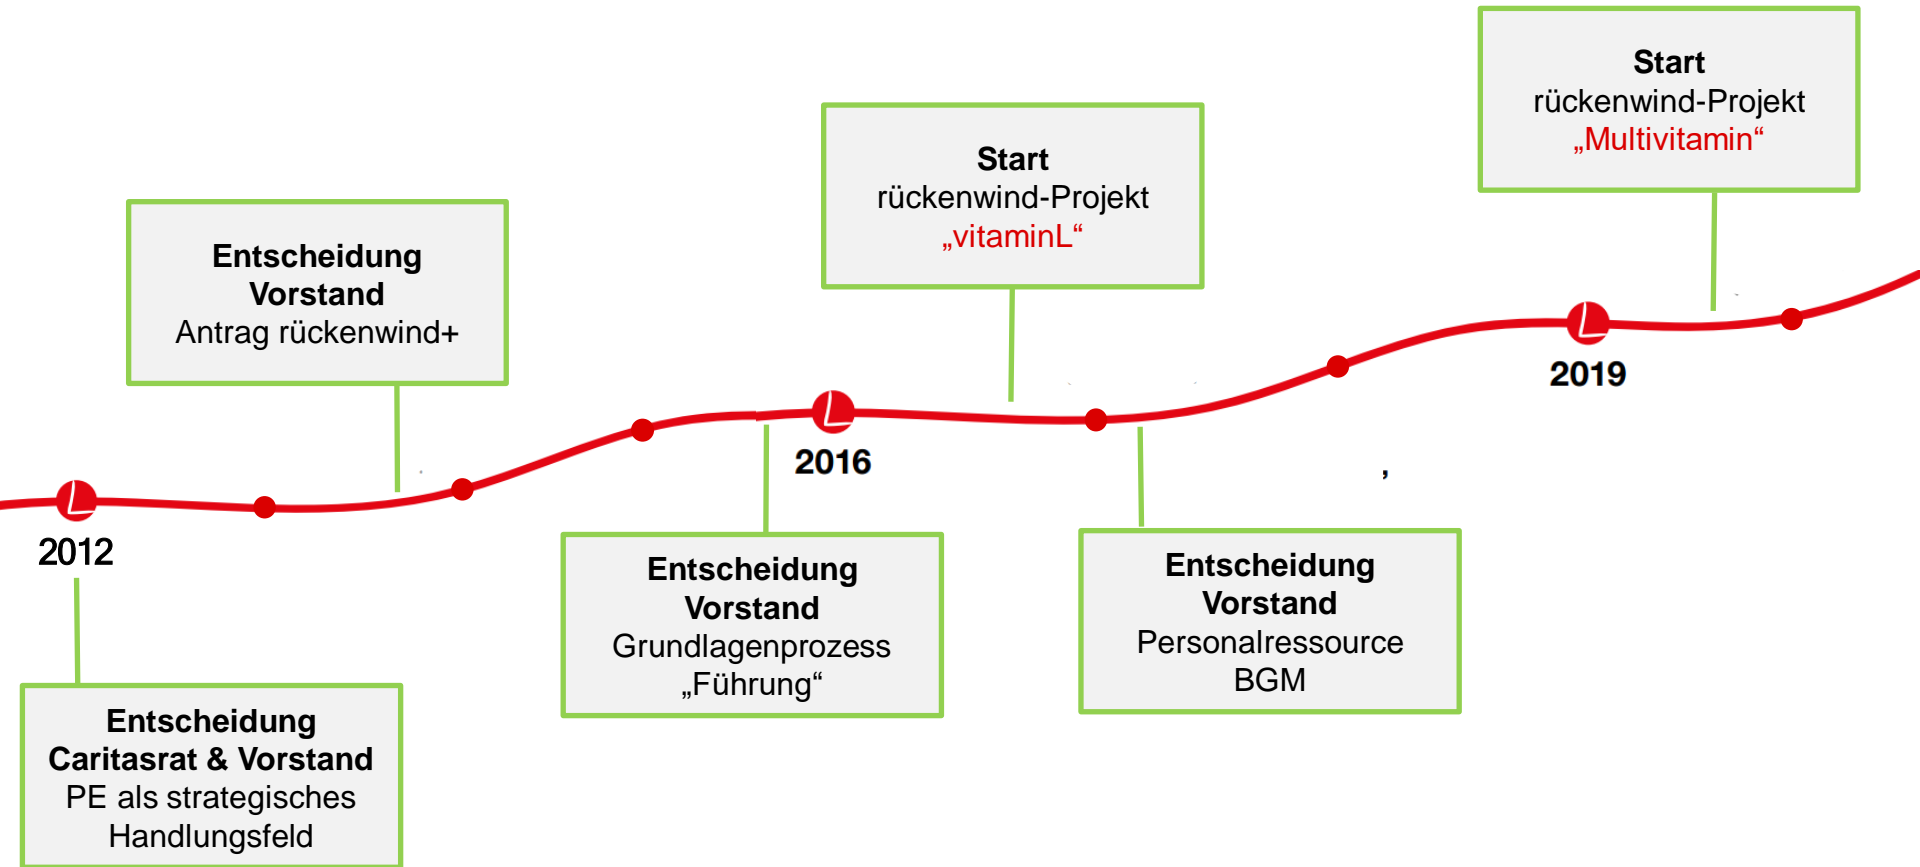 Start
rückenwind-Projekt
„Multivitamin“
Start
rückenwind-Projekt
„vitaminL“
Entscheidung
Vorstand
Antrag rückenwind+
2019
2016
,
2012
Entscheidung
Vorstand
Grundlagenprozess
„Führung“
Entscheidung
Vorstand
Personalressource
BGM
Entscheidung
Caritasrat & Vorstand
PE als strategisches
Handlungsfeld